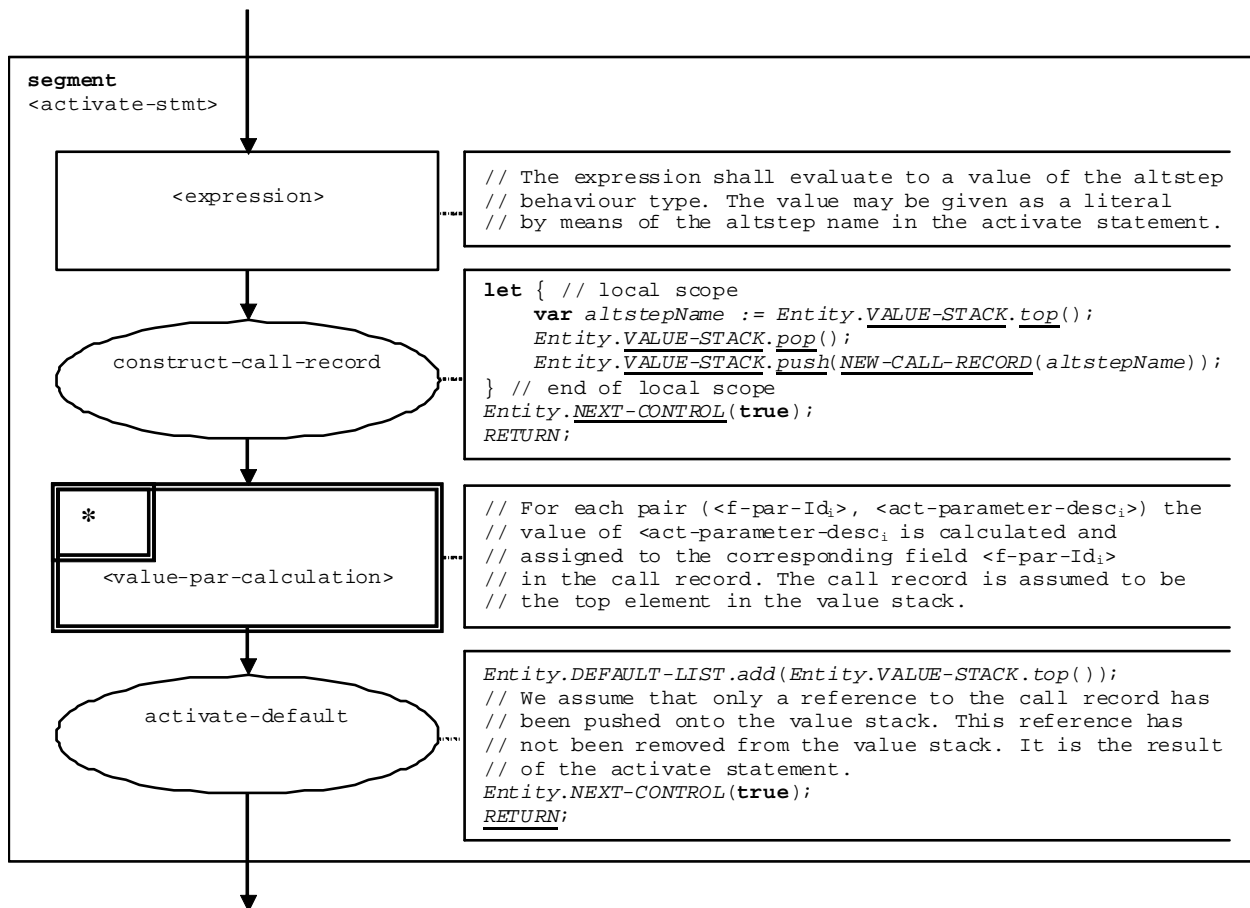 segment
<activate-stmt>
<expression>
// The expression shall evaluate to a value of the altstep
// behaviour type. The value may be given as a literal
// by means of the altstep name in the activate statement.
construct-call-record
let { // local scope
var altstepName := Entity.VALUE-STACK.top();
Entity.VALUE-STACK.pop();
Entity.VALUE-STACK.push(NEW-CALL-RECORD(altstepName));
} // end of local scope
Entity.NEXT-CONTROL(true);
RETURN;
*
<value-par-calculation>
// For each pair (<f-par-Idi>, <act-parameter-desci>) the
// value of <act-parameter-desci is calculated and
// assigned to the corresponding field <f-par-Idi>
// in the call record. The call record is assumed to be
// the top element in the value stack.
activate-default
Entity.DEFAULT-LIST.add(Entity.VALUE-STACK.top());
// We assume that only a reference to the call record has
// been pushed onto the value stack. This reference has
// not been removed from the value stack. It is the result
// of the activate statement.
Entity.NEXT-CONTROL(true);
RETURN;